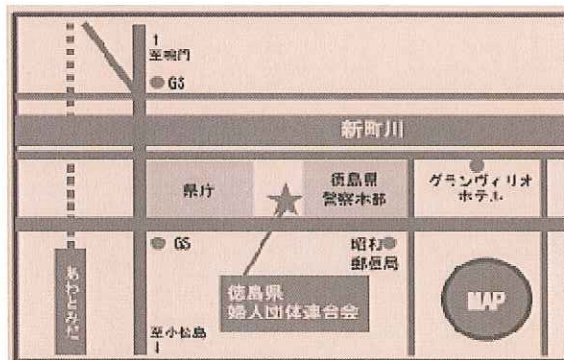 ↑
至鳴門
GS
新町川
県庁
徳島県
警察本部
グランヴィリオ
ホテル
GS
昭和
郵便局
あわとみだ
徳島県
婦人団体連合会
MAP
至小松島
↓